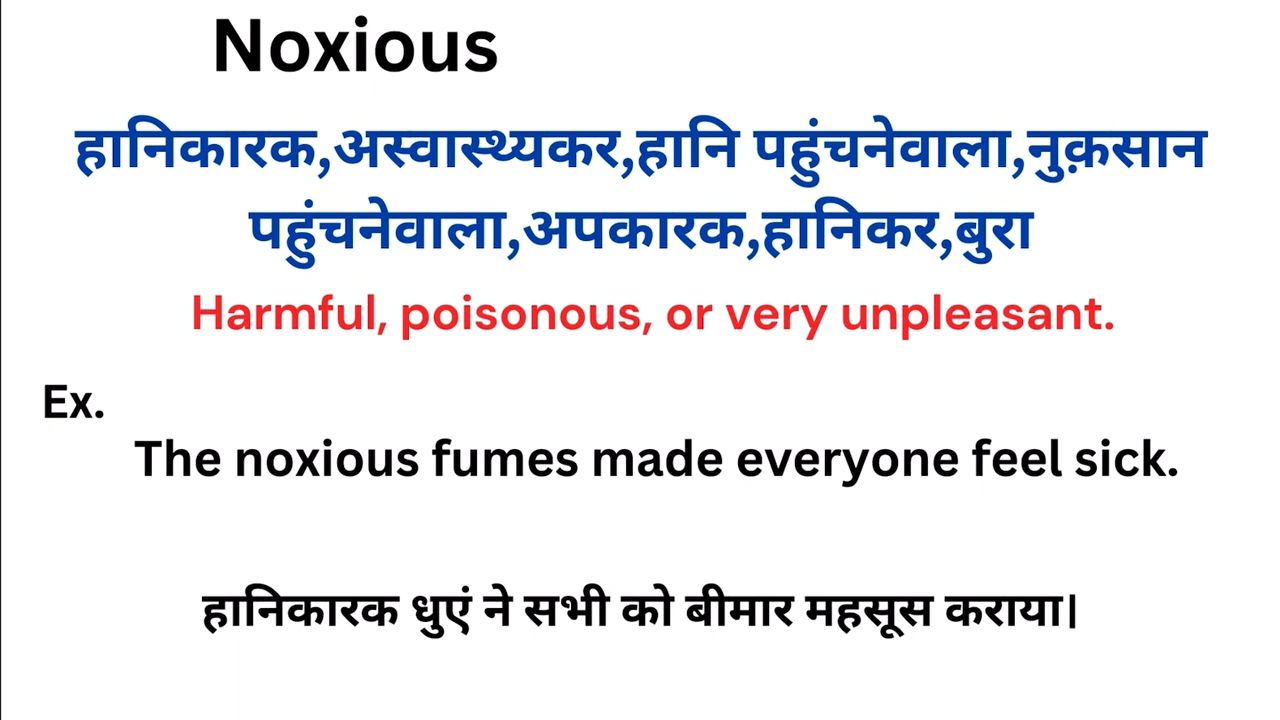 Noxious
हानिकारक,अस्वास्थ्यकर,हानि पहुंचनेवाला,नुक़सान
पहुंचनेवाला,अपकारक,हानिकर,बुरा
Harmful, poisonous, or very unpleasant.
Ex.
The noxious fumes made everyone feel sick.
हानिकारक धुएं ने सभी को बीमार महसूस कराया।